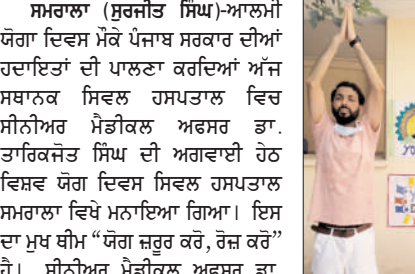 ਸਮਰਾਲਾ (ਸੁਰਜੀਤ ਸਿੰਘ)-ਆਲਮੀ
ਯੋਗਾ ਦਿਵਸ ਮੌਕੇ ਪੰਜਾਬ ਸਰਕਾਰ ਦੀਆਂ
ਹਦਾਇਤਾਂ ਦੀ ਪਾਲਣਾ ਕਰਦਿਆਂ ਅੱਜ
ਸਥਾਨਕ ਸਿਵਲ ਹਸਪਤਾਲ ਵਿਚ
ਸੀਨੀਅਰ ਮੈਡੀਕਲ ਅਫਸਰ ਡਾ.
ਤਾਰਿਕਜੋਤ ਸਿੰਘ ਦੀ ਅਗਵਾਈ ਹੇਠ
ਵਿਸ਼ਵ ਯੋਗ ਦਿਵਸ ਸਿਵਲ ਹਸਪਤਾਲ
ਸਮਰਾਲਾ ਵਿਖੇ ਮਨਾਇਆ ਗਿਆ। ਇਸ
ਦਾ ਮੁਖ ਥੀਮ “ਯੋਗ ਜ਼ਰੂਰ ਕਰੋ, ਰੋਜ਼ ਕਰੋ”
ਹੈ। ਸੀਨੀਅਰ ਮੈਡੀਕਲ ਅਫਸਰ ਡਾ.